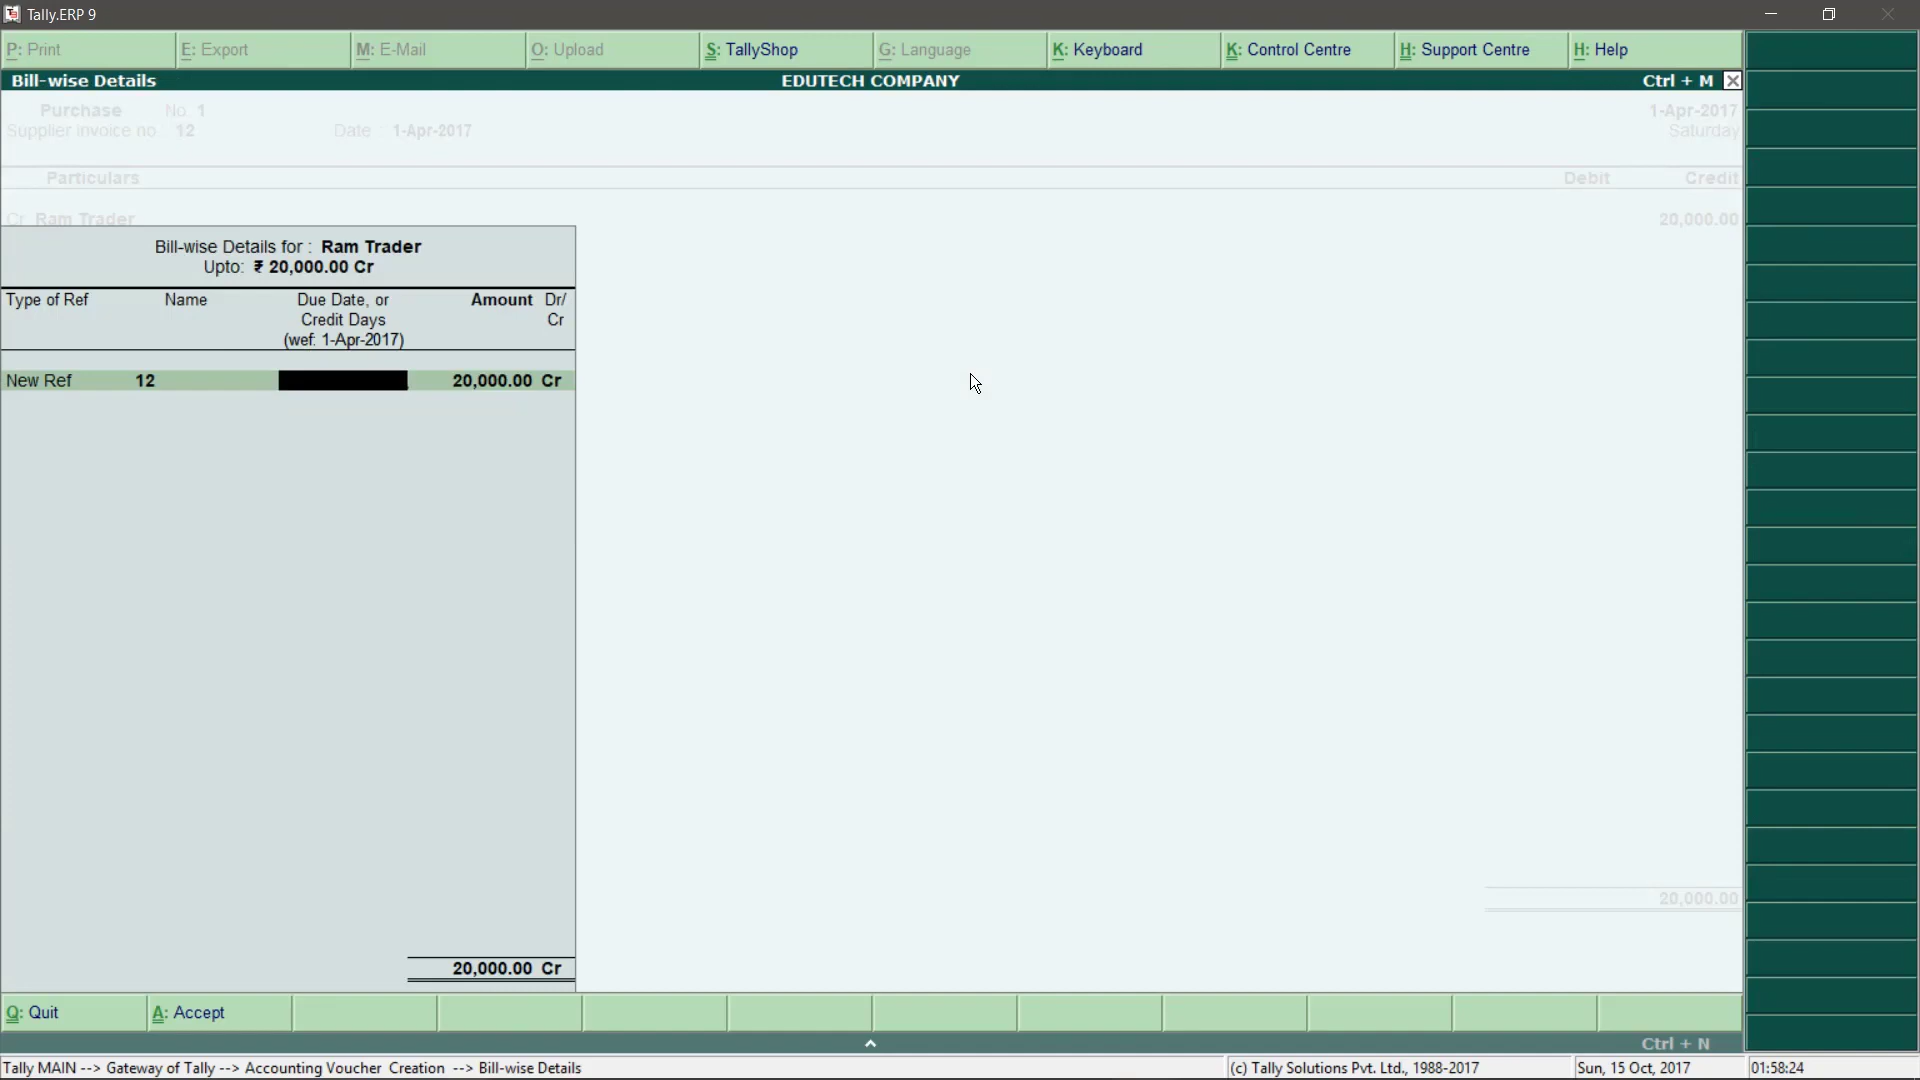 Tally.ERP 9
P: Print E: Export M: E-Mail O: Upload S: TallyShop G: Language K: Keyboard K: Control Centre H: Support Centre H: Help
Bill-wise Details EDUTECH COMPANY Ctrl + M
Purchase No. 1 1-Apr-2017
Supplier invoice no 12 Date 1-Apr-2017 Saturday
Particulars Debit Credit
Cr Ram Trader 20,000.00
Bill-wise Details for : Ram Trader
Upto: ₹ 20,000.00 Cr
Type of Ref Name Due Date, or Amount Dr/
Credit Days Cr
(wef: 1-Apr-2017)
New Ref 12 20,000.00 Cr
20,000.00
20,000.00 Cr
Q: Quit A: Accept
Ctrl + N
Tally MAIN --> Gateway of Tally --> Accounting Voucher Creation --> Bill-wise Details (c) Tally Solutions Pvt. Ltd., 1988-2017 Sun, 15 Oct, 2017 01:58:24